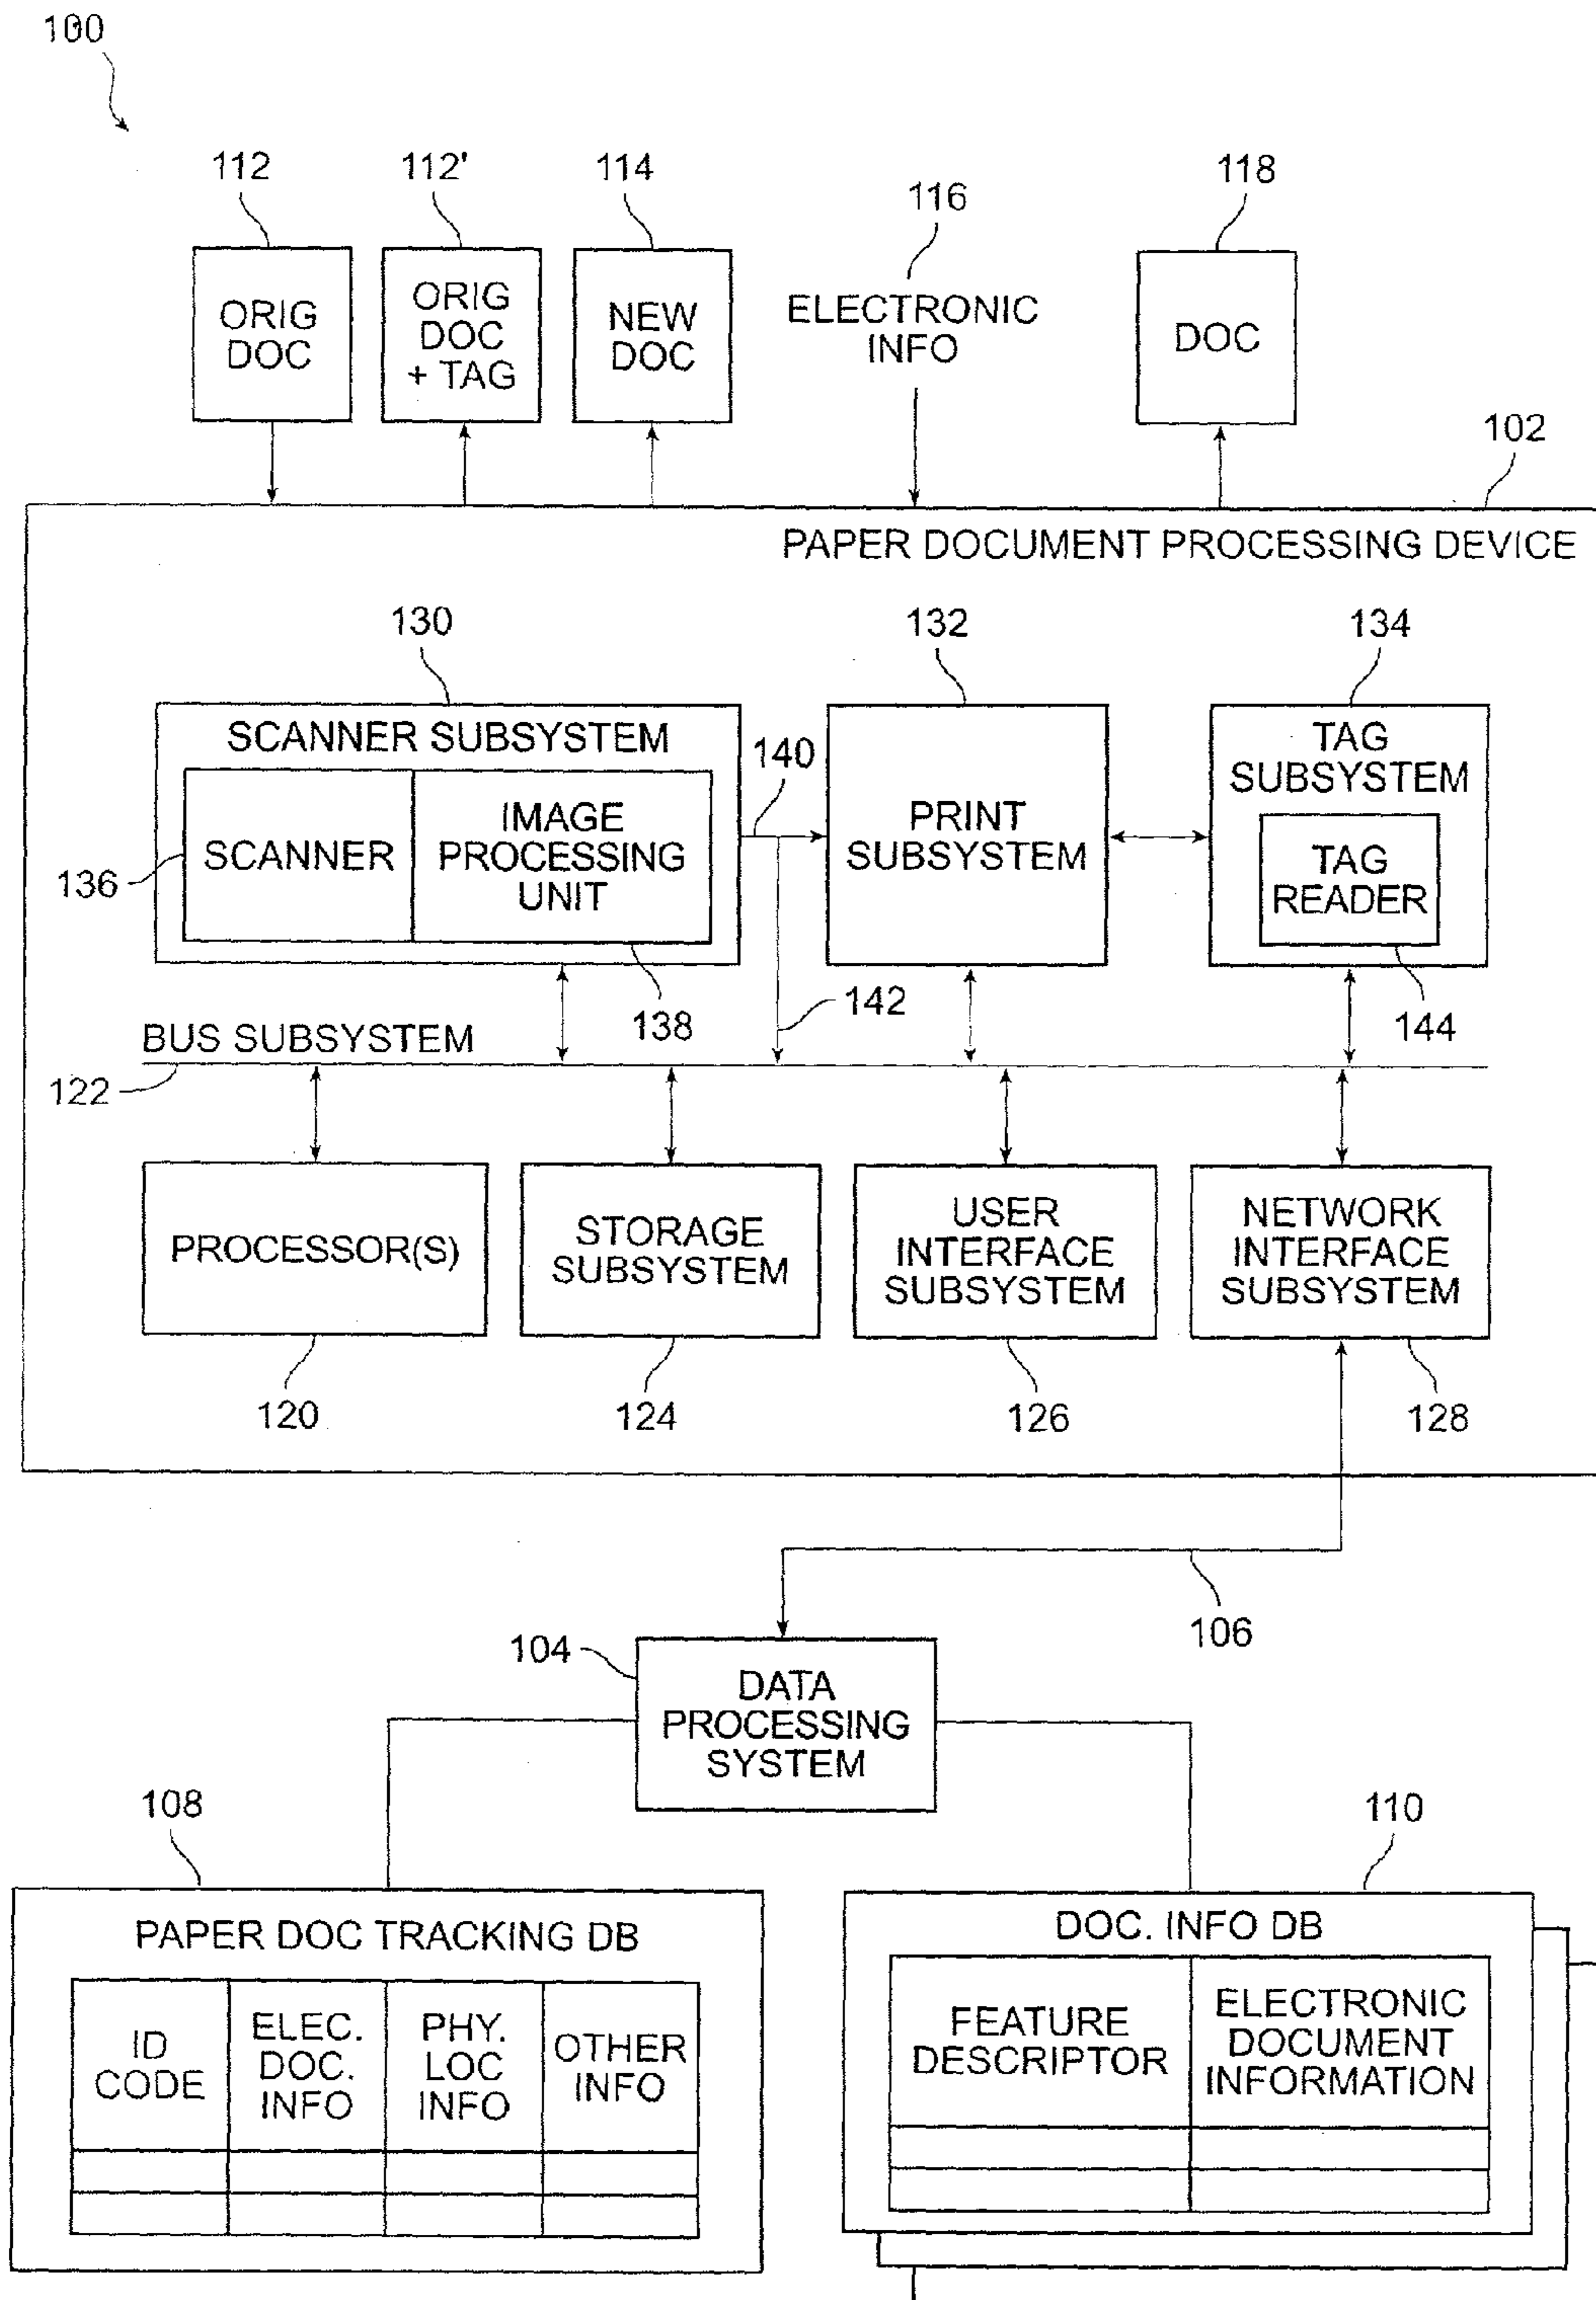 100
112
112'
114
116
118
ORIG
DOC
ORIG
DOC
+ TAG
NEW
DOC
ELECTRONIC
INFO
DOC
102
PAPER DOCUMENT PROCESSING DEVICE
130
132
134
SCANNER SUBSYSTEM
SCANNER
IMAGE
PROCESSING
UNIT
136
138
140
142
PRINT
SUBSYSTEM
TAG
SUBSYSTEM
TAG
READER
144
BUS SUBSYSTEM
122
PROCESSOR(S)
STORAGE
SUBSYSTEM
USER
INTERFACE
SUBSYSTEM
NETWORK
INTERFACE
SUBSYSTEM
120
124
126
128
106
104
DATA
PROCESSING
SYSTEM
108
110
PAPER DOC TRACKING DB
ID
CODE
ELEC.
DOC.
INFO
PHY.
LOC
INFO
OTHER
INFO
DOC. INFO DB
FEATURE
DESCRIPTOR
ELECTRONIC
DOCUMENT
INFORMATION